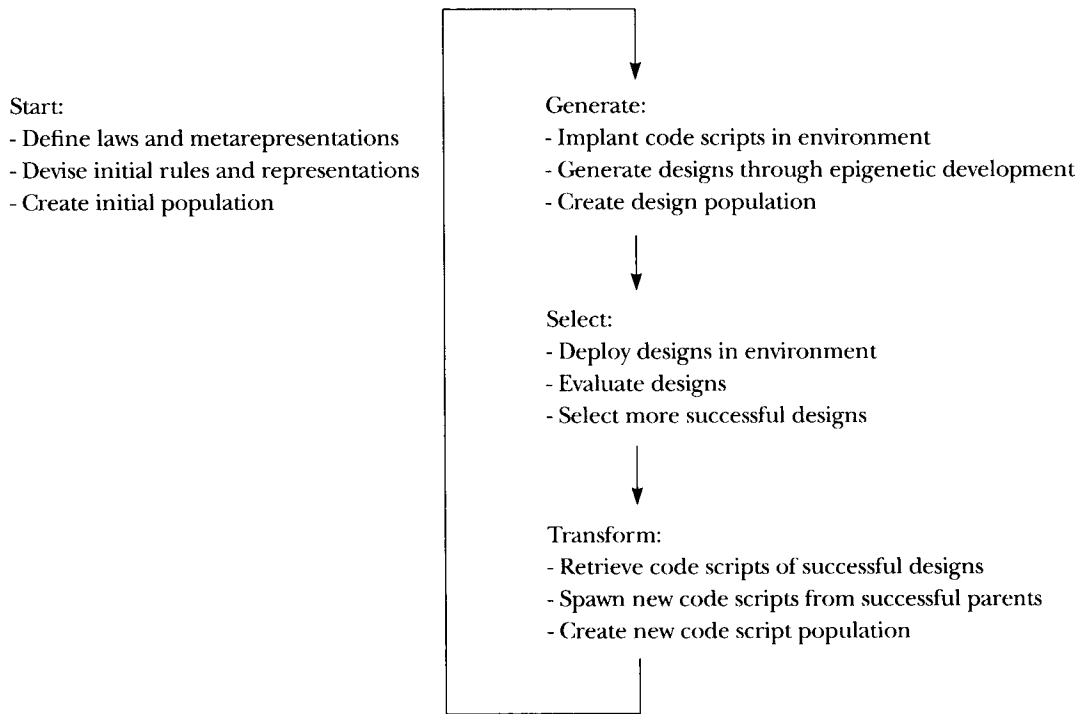 Start:
- Define laws and metarepresentations
- Devise initial rules and representations
- Create initial population
Generate:
- Implant code scripts in environment
- Generate designs through epigenetic development
- Create design population
Select:
- Deploy designs in environment
- Evaluate designs
- Select more successful designs
Transform:
- Retrieve code scripts of successful designs
- Spawn new code scripts from successful parents
- Create new code script population